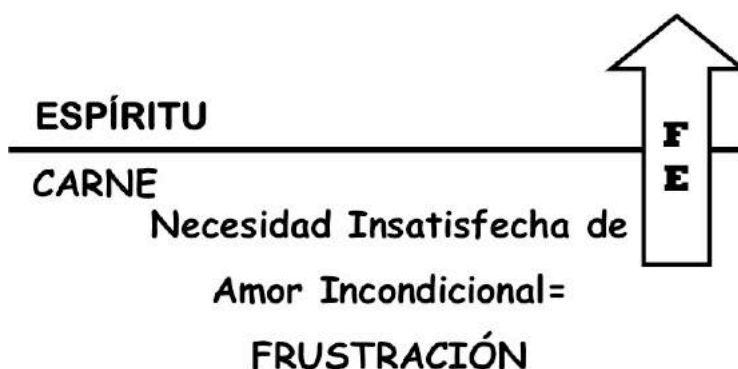 ESPÍRITU
CARNE
Necesidad Insatisfecha de
Amor Incondicional=
FRUSTRACIÓN
F
E